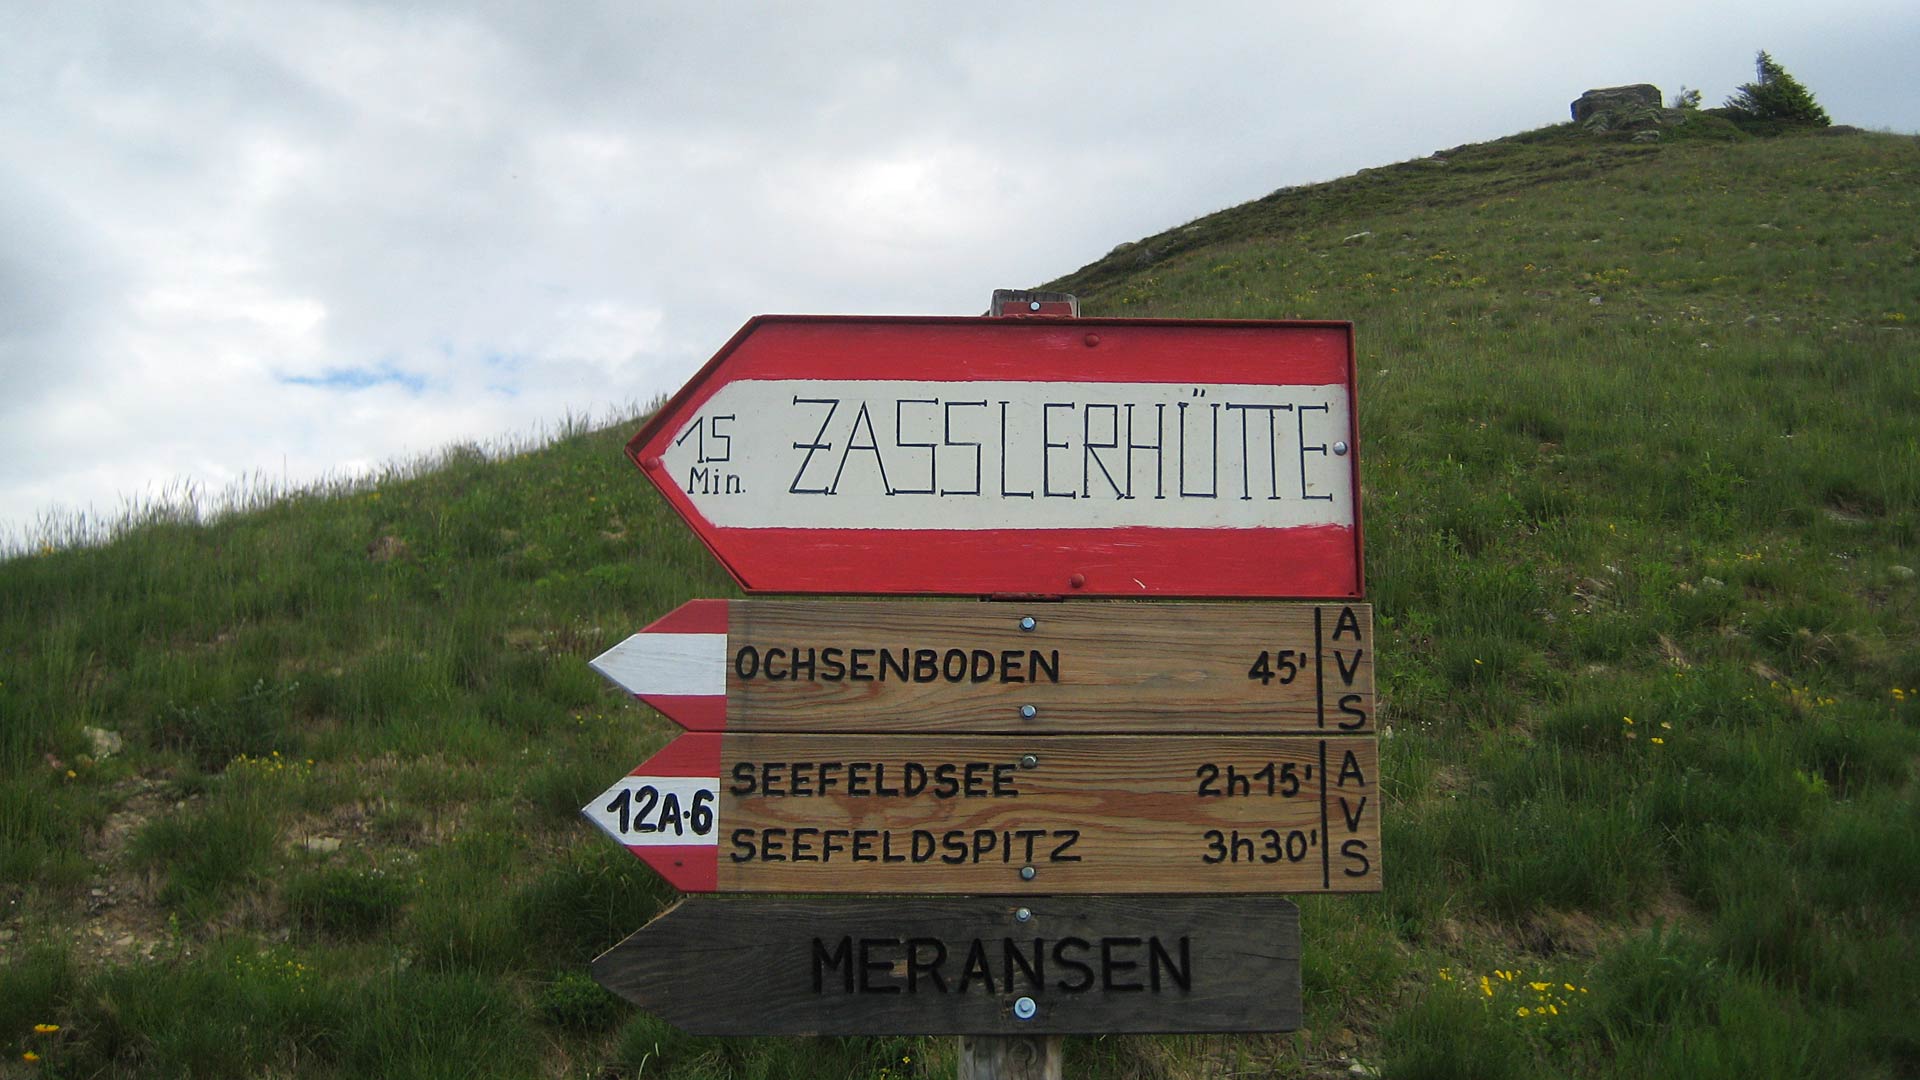 15 Min. ZASSLERHÜTTE
OCHSENBODEN 45' AVS
12A·6
SEEFELDSEE 2h15' AVS
SEEFELDSPITZ 3h30'
MERANSEN